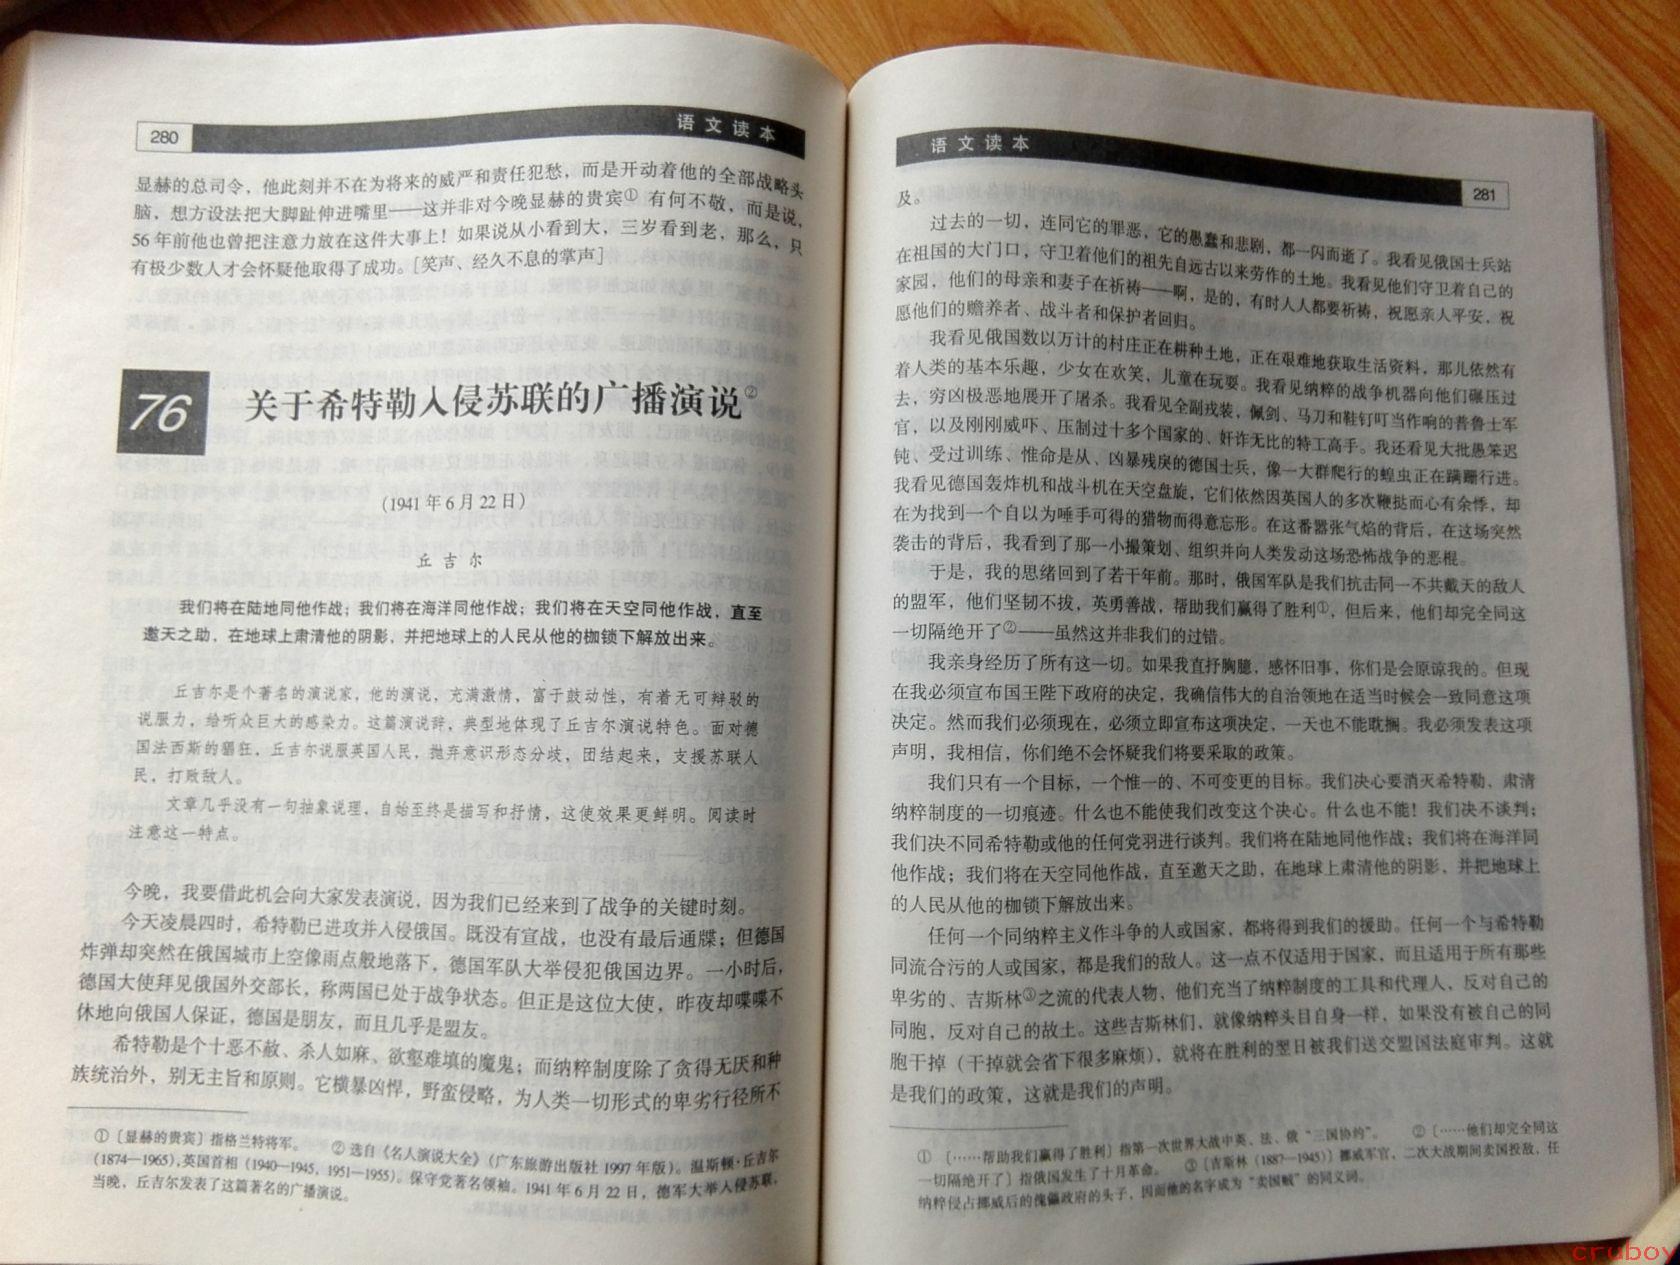 280
语文读本
显赫的总司令，他此刻并不在为将来的威严和责任犯愁，而是开动着他的全部战略头
脑，想方设法把大脚趾伸进嘴里——这并非对今晚显赫的贵宾① 有何不敬，而是说，
56 年前他也曾把注意力放在这件大事上！如果说从小看到大，三岁看到老，那么，只
有极少数人才会怀疑他取得了成功。[笑声、经久不息的掌声]
76
关于希特勒入侵苏联的广播演说②
(1941 年 6 月 22 日)
丘吉尔
我们将在陆地同他作战；我们将在海洋同他作战；我们将在天空同他作战，直至
邀天之助，在地球上肃清他的阴影，并把地球上的人民从他的枷锁下解放出来。
丘吉尔是个著名的演说家，他的演说，充满激情，富于鼓动性，有着无可辩驳的
说服力，给听众巨大的感染力。这篇演说辞，典型地体现了丘吉尔演说特色。面对德
国法西斯的猖狂，丘吉尔说服英国人民，抛弃意识形态分歧，团结起来，支援苏联人
民，打败敌人。
文章几乎没有一句抽象说理，自始至终是描写和抒情，这使效果更鲜明。阅读时
注意这一特点。
今晚，我要借此机会向大家发表演说，因为我们已经来到了战争的关键时刻。
今天凌晨四时，希特勒已进攻并入侵俄国。既没有宣战，也没有最后通牒；但德国
炸弹却突然在俄国城市上空像雨点般地落下，德国军队大举侵犯俄国边界。一小时后，
德国大使拜见俄国外交部长，称两国已处于战争状态。但正是这位大使，昨夜却喋喋不
休地向俄国人保证，德国是朋友，而且几乎是盟友。
希特勒是个十恶不赦、杀人如麻、欲壑难填的魔鬼；而纳粹制度除了贪得无厌和种
族统治外，别无主旨和原则。它横暴凶悍，野蛮侵略，为人类一切形式的卑劣行径所不
① 〔显赫的贵宾〕指格兰特将军。 ② 选自《名人演说大全》（广东旅游出版社 1997 年版）。温斯顿·丘吉尔
(1874—1965),英国首相（1940—1945，1951—1955）。保守党著名领袖。1941 年 6 月 22 日，德军大举入侵苏联，
当晚，丘吉尔发表了这篇著名的广播演说。
语文读本
281
及。
过去的一切，连同它的罪恶，它的愚蠢和悲剧，都一闪而逝了。我看见俄国士兵站
在祖国的大门口，守卫着他们的祖先自远古以来劳作的土地。我看见他们守卫着自己的
家园，他们的母亲和妻子在祈祷——啊，是的，有时人人都要祈祷，祝愿亲人平安，祝
愿他们的赡养者、战斗者和保护者回归。
我看见俄国数以万计的村庄正在耕种土地，正在艰难地获取生活资料，那儿依然有
着人类的基本乐趣，少女在欢笑，儿童在玩耍。我看见纳粹的战争机器向他们碾压过
去，穷凶极恶地展开了屠杀。我看见全副戎装，佩剑、马刀和鞋钉叮当作响的普鲁士军
官，以及刚刚威吓、压制过十多个国家的、奸诈无比的特工高手。我还看见大批愚笨迟
钝、受过训练、惟命是从、凶暴残戾的德国士兵，像一大群爬行的蝗虫正在蹒跚行进。
我看见德国轰炸机和战斗机在天空盘旋，它们依然因英国人的多次鞭挞而心有余悸，却
在为找到一个自以为唾手可得的猎物而得意忘形。在这番嚣张气焰的背后，在这场突然
袭击的背后，我看到了那一小撮策划、组织并向人类发动这场恐怖战争的恶棍。
于是，我的思绪回到了若干年前。那时，俄国军队是我们抗击同一不共戴天的敌人
的盟军，他们坚韧不拔，英勇善战，帮助我们赢得了胜利①，但后来，他们却完全同这
一切隔绝开了②——虽然这并非我们的过错。
我亲身经历了所有这一切。如果我直抒胸臆，感怀旧事，你们是会原谅我的。但现
在我必须宣布国王陛下政府的决定，我确信伟大的自治领地在适当时候会一致同意这项
决定。然而我们必须现在，必须立即宣布这项决定，一天也不能耽搁。我必须发表这项
声明，我相信，你们绝不会怀疑我们将要采取的政策。
我们只有一个目标，一个惟一的、不可变更的目标。我们决心要消灭希特勒，肃清
纳粹制度的一切痕迹。什么也不能使我们改变这个决心。什么也不能！我们决不谈判；
我们决不同希特勒或他的任何党羽进行谈判。我们将在陆地同他作战；我们将在海洋同
他作战；我们将在天空同他作战，直至邀天之助，在地球上肃清他的阴影，并把地球上
的人民从他的枷锁下解放出来。
任何一个同纳粹主义作斗争的人或国家，都将得到我们的援助。任何一个与希特勒
同流合污的人或国家，都是我们的敌人。这一点不仅适用于国家，而且适用于所有那些
卑劣的、吉斯林③之流的代表人物，他们充当了纳粹制度的工具和代理人，反对自己的
同胞，反对自己的故土。这些吉斯林们，就像纳粹头目自身一样，如果没有被自己的同
胞干掉（干掉就会省下很多麻烦），就将在胜利的翌日被我们送交盟国法庭审判。这就
是我们的政策，这就是我们的声明。
① 〔……帮助我们赢得了胜利〕指第一次世界大战中英、法、俄“三国协约”。 ② 〔……他们却完全同这
一切隔绝开了〕指俄国发生了十月革命。 ③〔吉斯林（1887—1945)〕挪威军官，二次大战期间卖国投敌，任
纳粹侵占挪威后的傀儡政府的头子，因而他的名字成为“卖国贼”的同义词。
cruboy